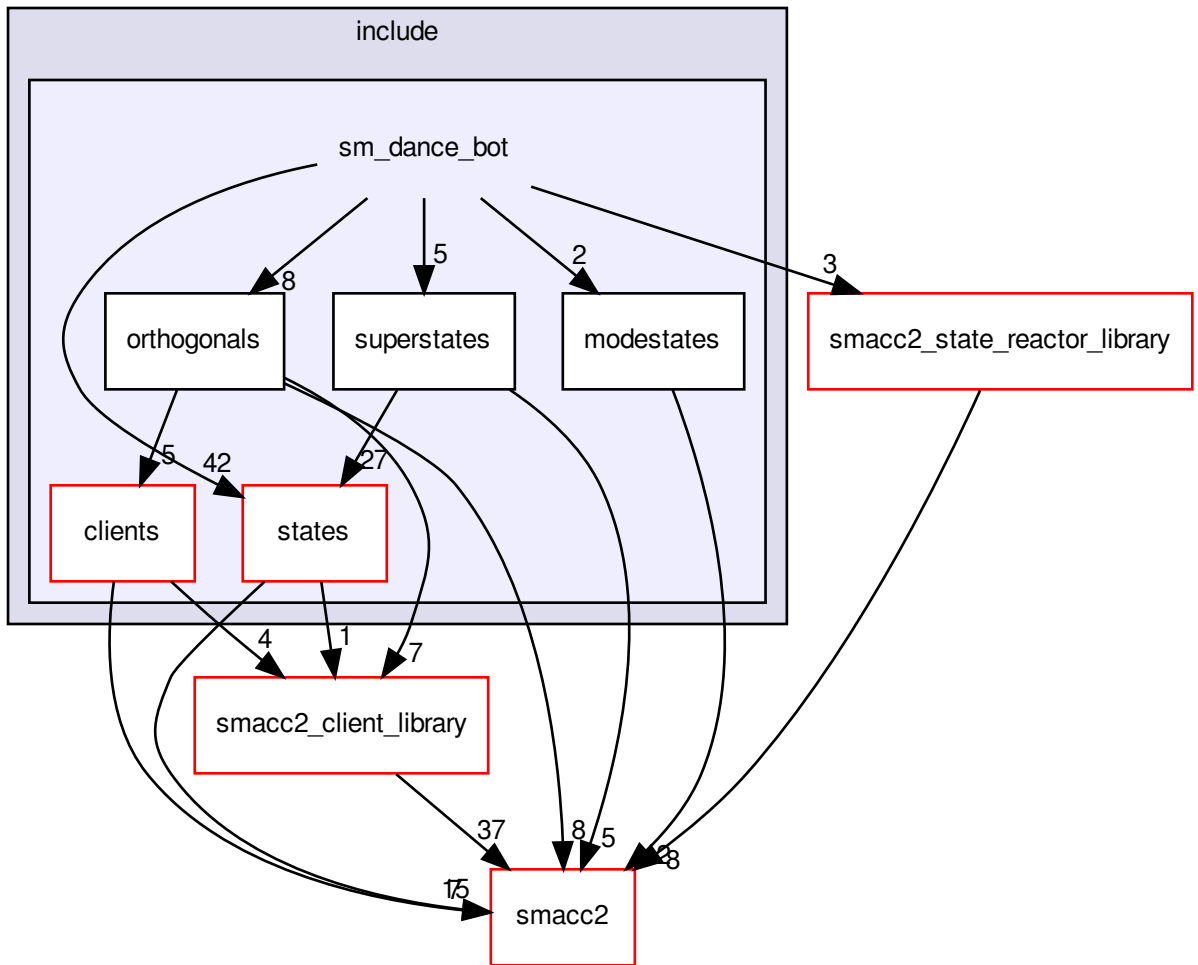 include
sm_dance_bot
8
5
2
3
orthogonals
superstates
modestates
smacc2_state_reactor_library
5
42
27
clients
states
4
1
7
smacc2_client_library
37
8
5
8
smacc2